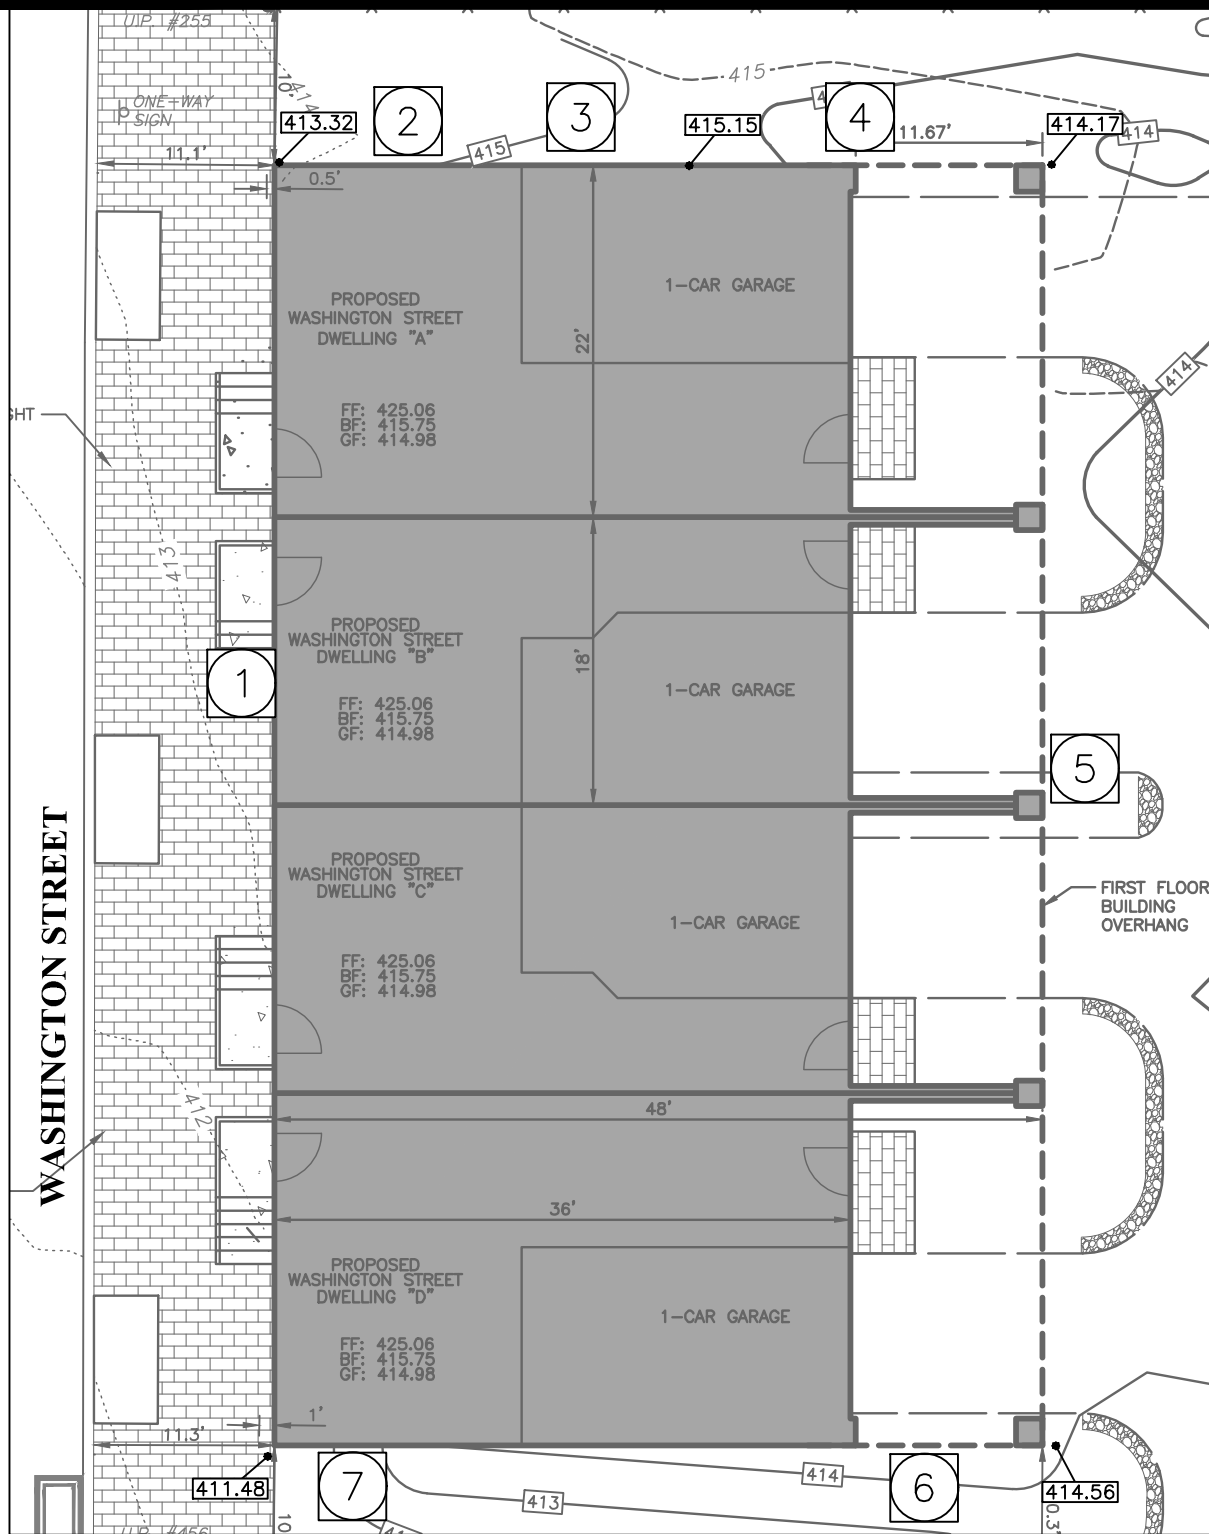 U.P. #255
ONE-WAY
SIGN
414
413.32
2
3
415
415
415.15
4
11.67'
414.17
414
11.1'
0.5'
PROPOSED
WASHINGTON STREET
DWELLING "A"
1-CAR GARAGE
22'
FF: 425.06
BF: 415.75
GF: 414.98
414
413
PROPOSED
WASHINGTON STREET
DWELLING "B"
18'
1
1-CAR GARAGE
FF: 425.06
BF: 415.75
GF: 414.98
5
WASHINGTON STREET
PROPOSED
WASHINGTON STREET
DWELLING "C"
1-CAR GARAGE
FIRST FLOOR
BUILDING
OVERHANG
FF: 425.06
BF: 415.75
GF: 414.98
412
48'
36'
PROPOSED
WASHINGTON STREET
DWELLING "D"
1-CAR GARAGE
FF: 425.06
BF: 415.75
GF: 414.98
1'
11.3'
411.48
7
414
413
6
414.56
0.3'
U.P. #456